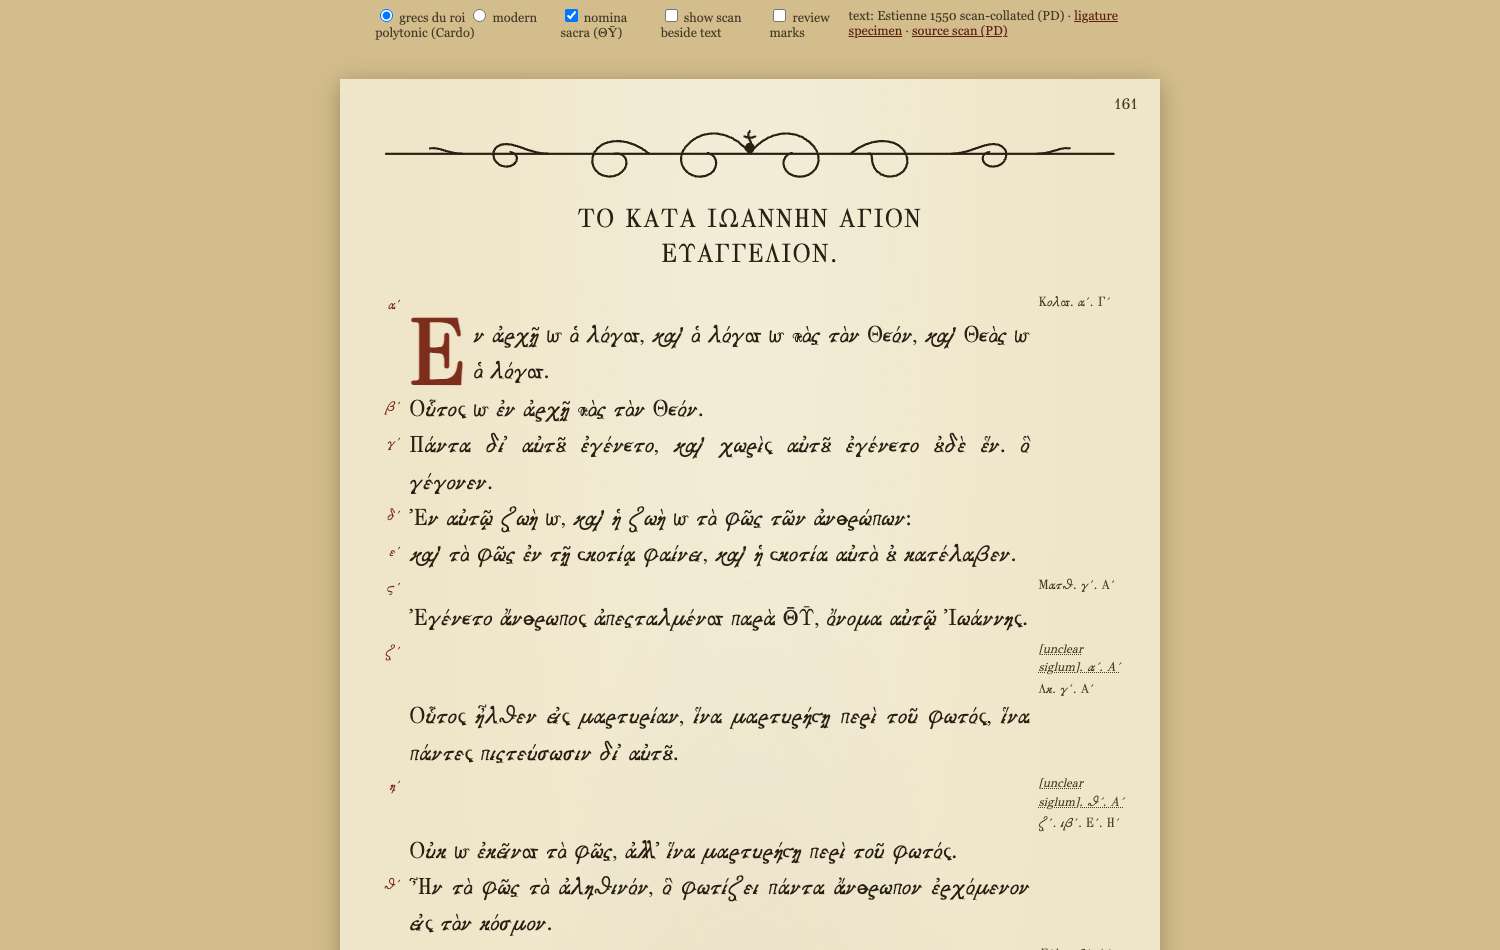 grecs du roi modern polytonic (Cardo) nomina sacra (ΘῩ) show scan beside text review marks text: Estienne 1550 scan-collated (PD) · ligature specimen · source scan (PD)
161
ΤΟ ΚΑΤΑ ΙΩΑΝΝΗΝ ΑΓΙΟΝ
ΕΥΑΓΓΕΛΙΟΝ.
α΄
Κολοσ. α΄. Γ΄
Εν ἀρχῇ ἦν ὁ λόγος, καὶ ὁ λόγος ἦν πρὸς τὸν Θεόν, καὶ Θεὸς ἦν
ὁ λόγος.
β΄ Οὗτος ἦν ἐν ἀρχῇ πρὸς τὸν Θεόν.
γ΄ Πάντα δι᾽ αὐτοῦ ἐγένετο, καὶ χωρὶς αὐτοῦ ἐγένετο οὐδὲ ἕν. ὃ
γέγονεν.
δ΄ Ἐν αὐτῷ ζωὴ ἦν, καὶ ἡ ζωὴ ἦν τὸ φῶς τῶν ἀνθρώπων:
ε΄ καὶ τὸ φῶς ἐν τῇ σκοτίᾳ φαίνει, καὶ ἡ σκοτία αὐτὸ οὐ κατέλαβεν.
ς΄
Ματθ. γ΄. Α΄
Ἐγένετο ἄνθρωπος ἀπεσταλμένος παρὰ Θ̄Ῡ, ὄνομα αὐτῷ Ἰωάννης.
ζ΄
[unclear
siglum]. α΄. Α΄
Λκ. γ΄. Α΄
Οὗτος ἦλθεν εἰς μαρτυρίαν, ἵνα μαρτυρήσῃ περὶ τοῦ φωτός, ἵνα
πάντες πιστεύσωσιν δι᾽ αὐτοῦ.
η΄
[unclear
siglum]. θ΄. Α΄
ζ΄. ιβ΄. Ε΄. Η΄
Οὐκ ἦν ἐκεῖνος τὸ φῶς, ἀλλ᾽ ἵνα μαρτυρήσῃ περὶ τοῦ φωτός.
θ΄ Ἦν τὸ φῶς τὸ ἀληθινόν, ὃ φωτίζει πάντα ἄνθρωπον ἐρχόμενον
εἰς τὸν κόσμον.